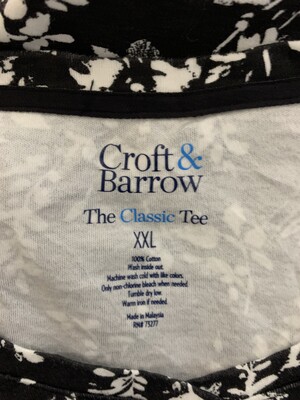 Croft &
Barrow
The Classic Tee
XXL
100% Cotton
Wash inside out.
Machine wash cold with like colors.
Only non-chlorine bleach when needed.
Tumble dry low.
Warm iron if needed.
Made in Malaysia
RN# 73277